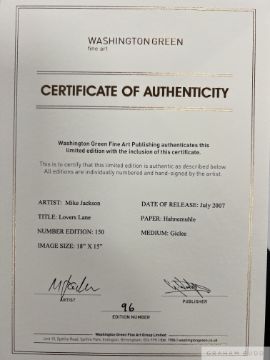 WASHINGTON GREEN
fine art
CERTIFICATE OF AUTHENTICITY
Washington Green Fine Art Publishing authenticates this
limited edition with the inclusion of this certificate.
This is to certify that this limited edition is authentic as described below.
All editions are individually numbered and hand-signed by the artist.
ARTIST: Mike Jackson
DATE OF RELEASE: July 2007
TITLE: Lovers Lane
PAPER: Hahnemuhle
NUMBER EDITION: 150
MEDIUM: Giclee
IMAGE SIZE: 18" X 15"
ARTIST
96
EDITION NUMBER
PUBLISHER
Washington Green Fine Art Group Limited
GRAHAM BUDD